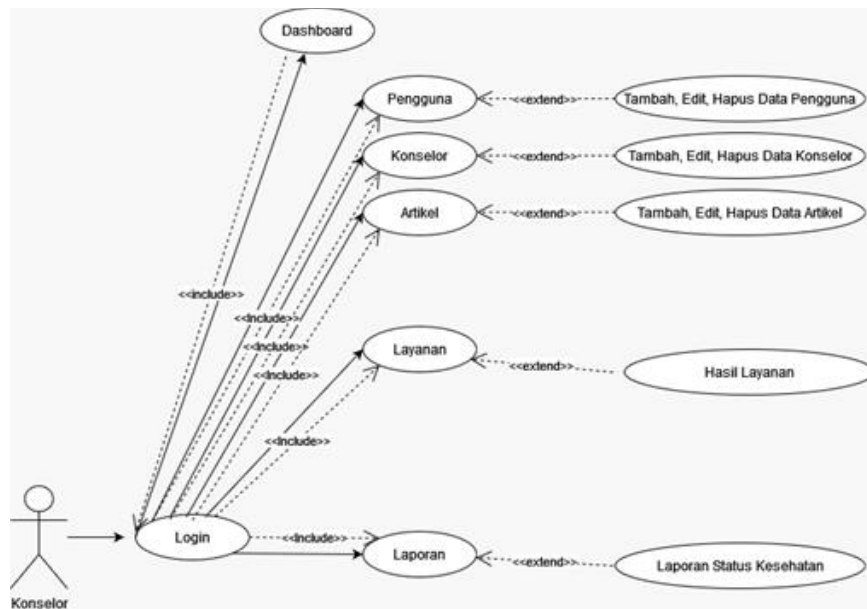 Dashboard
Pengguna
<<extend>>
Tambah, Edit, Hapus Data Pengguna
Konselor
<<extend>>
Tambah, Edit, Hapus Data Konselor
Artikel
<<extend>>
Tambah, Edit, Hapus Data Artikel
<<include>>
<<Include>>
<<Include>>
<<Include>>
Layanan
<<extend>>
Hasil Layanan
<<Include>>
Login
<<Include>>
Laporan
<<extend>>
Laporan Status Kesehatan
Konselor